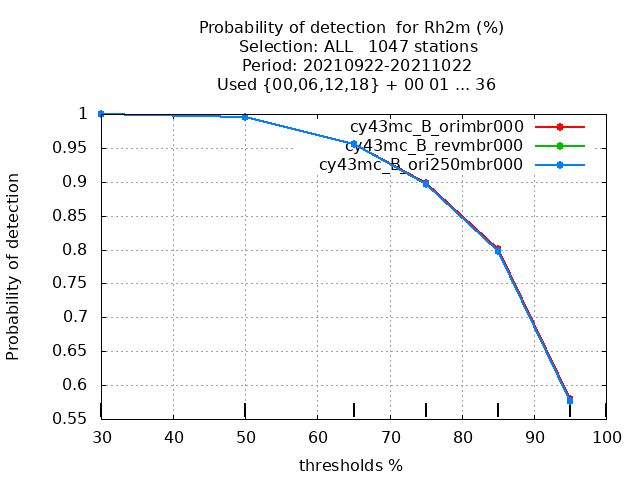 Probability of detection  for Rh2m (%)
Selection: ALL   1047 stations
Period: 20210922-20211022
Used {00,06,12,18} + 00 01 ... 36
cy43mc_B_orimbr000
cy43mc_B_revmbr000
cy43mc_B_ori250mbr000
Probability of detection
1
0.95
0.9
0.85
0.8
0.75
0.7
0.65
0.6
0.55
30 40 50 60 70 80 90 100
thresholds %